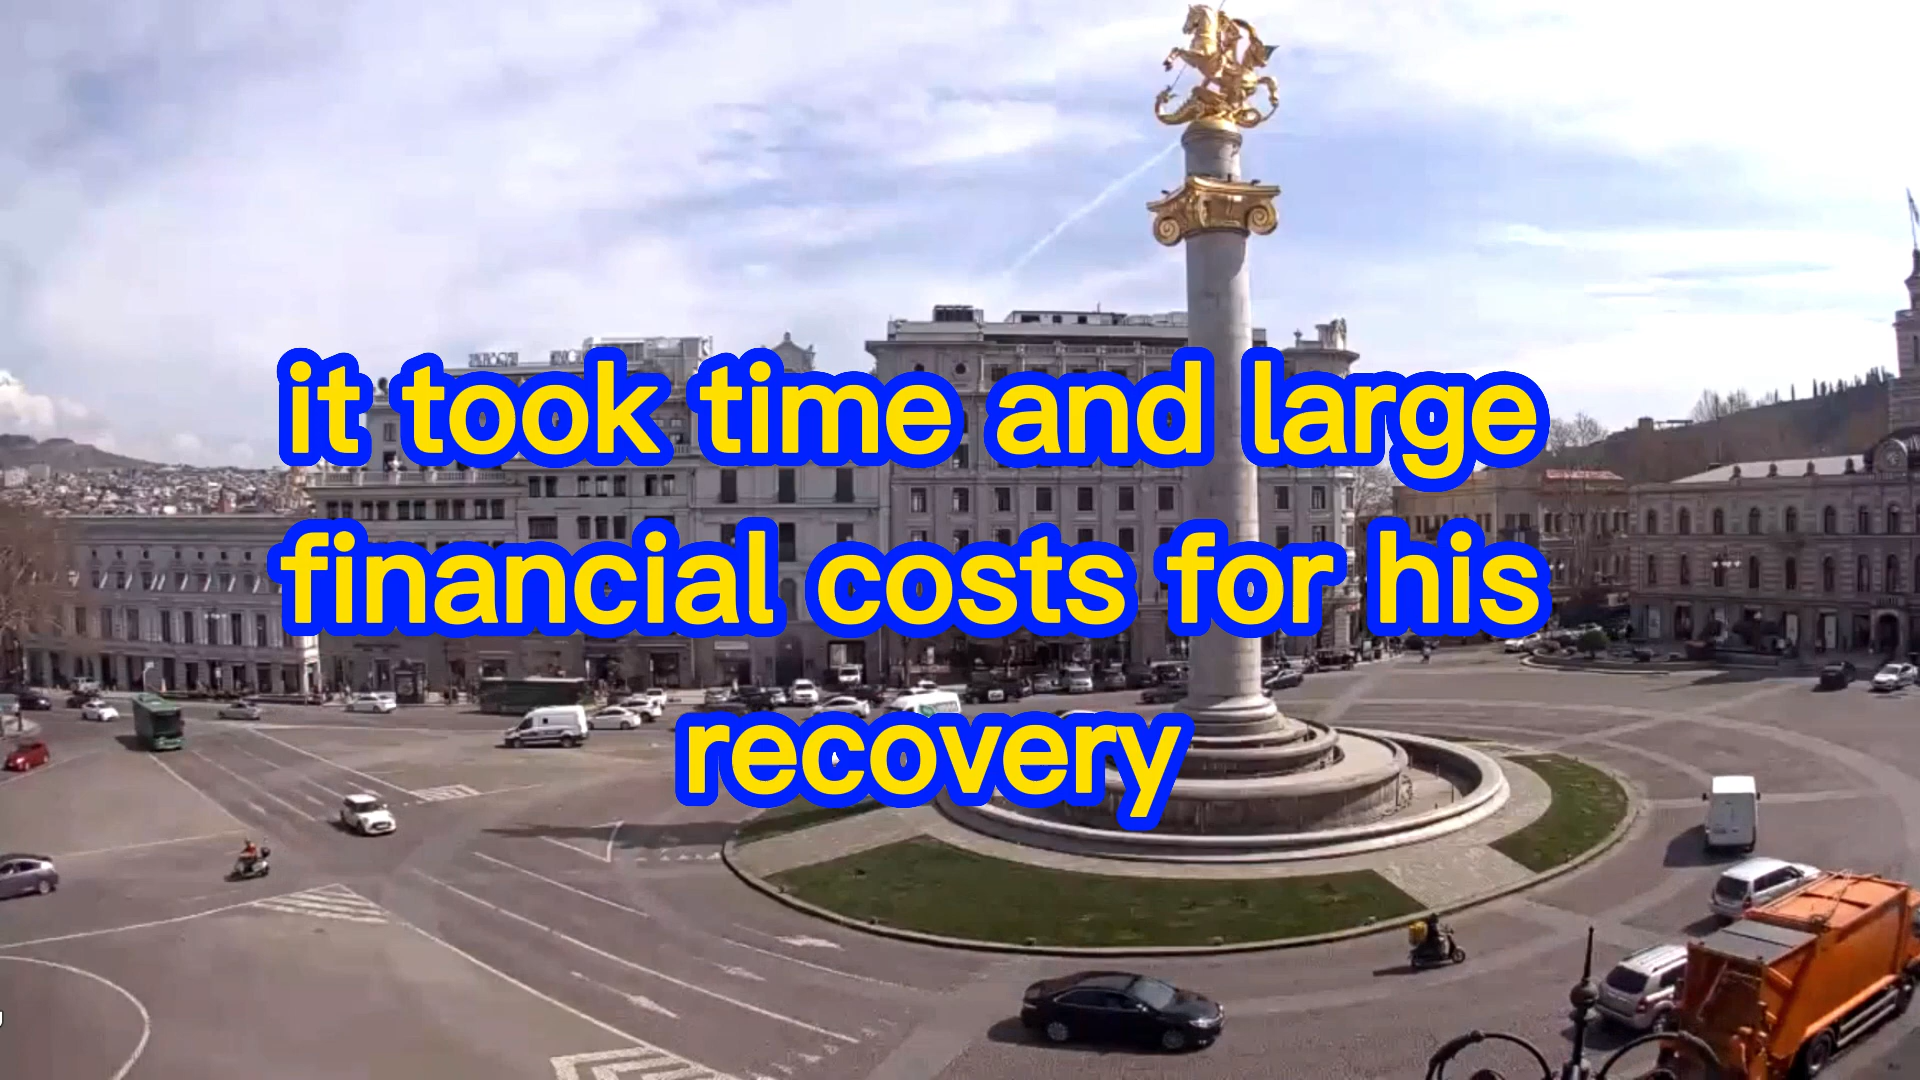 it took time and large
financial costs for his
recovery